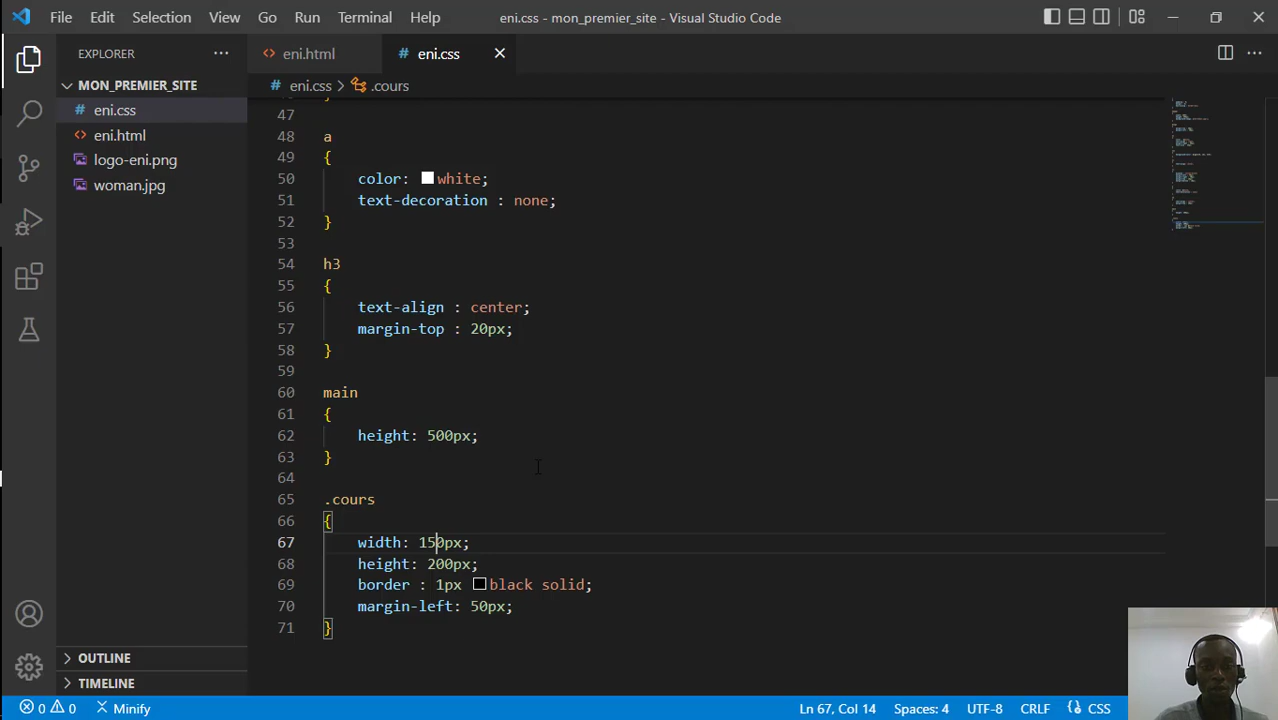 File Edit Selection View Go Run Terminal Help eni.css - mon_premier_site - Visual Studio Code
EXPLORER
MON_PREMIER_SITE
eni.css
eni.html
logo-eni.png
woman.jpg
OUTLINE
TIMELINE
eni.html eni.css
eni.css .cours
47
48 a
49 {
50 color: white;
51 text-decoration : none;
52 }
53
54 h3
55 {
56 text-align : center;
57 margin-top : 20px;
58 }
59
60 main
61 {
62 height: 500px;
63 }
64
65 .cours
66 {
67 width: 150px;
68 height: 200px;
69 border : 1px black solid;
70 margin-left: 50px;
71 }
0 0 Minify Ln 67, Col 14 Spaces: 4 UTF-8 CRLF CSS